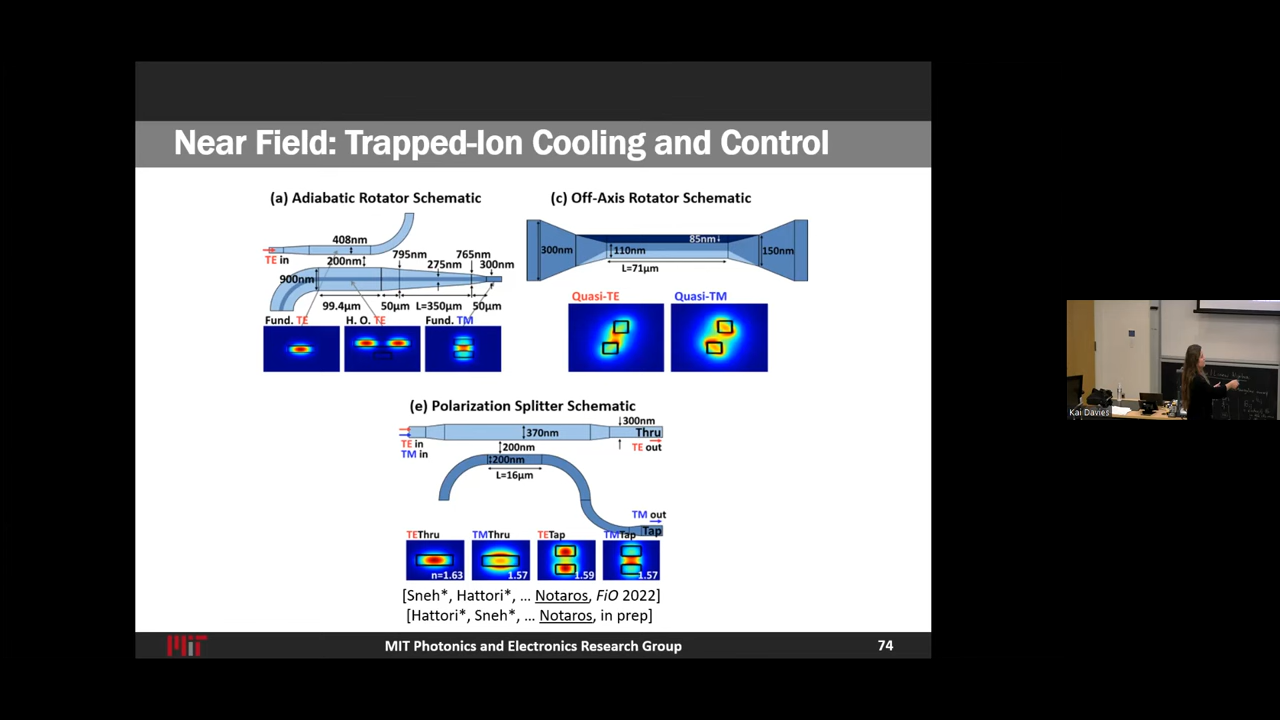 Near Field: Trapped-Ion Cooling and Control
(a) Adiabatic Rotator Schematic
408nm
TE in
200nm
795nm
765nm
275nm
300nm
900nm
99.4μm
50μm
L=350μm
50μm
Fund. TE
H. O. TE
Fund. TM
(c) Off-Axis Rotator Schematic
300nm
110nm
85nm
150nm
L=71μm
Quasi-TE
Quasi-TM
(e) Polarization Splitter Schematic
TE in
TM in
370nm
300nm
Thru
TE out
200nm
200nm
L=16μm
TM out
Tap
TEThru
TMThru
TETap
TMTap
n=1.63
1.57
1.59
1.57
[Sneh*, Hattori*, ... Notaros, FiO 2022]
[Hattori*, Sneh*, ... Notaros, in prep]
MIT
MIT Photonics and Electronics Research Group
74
Kai Davies